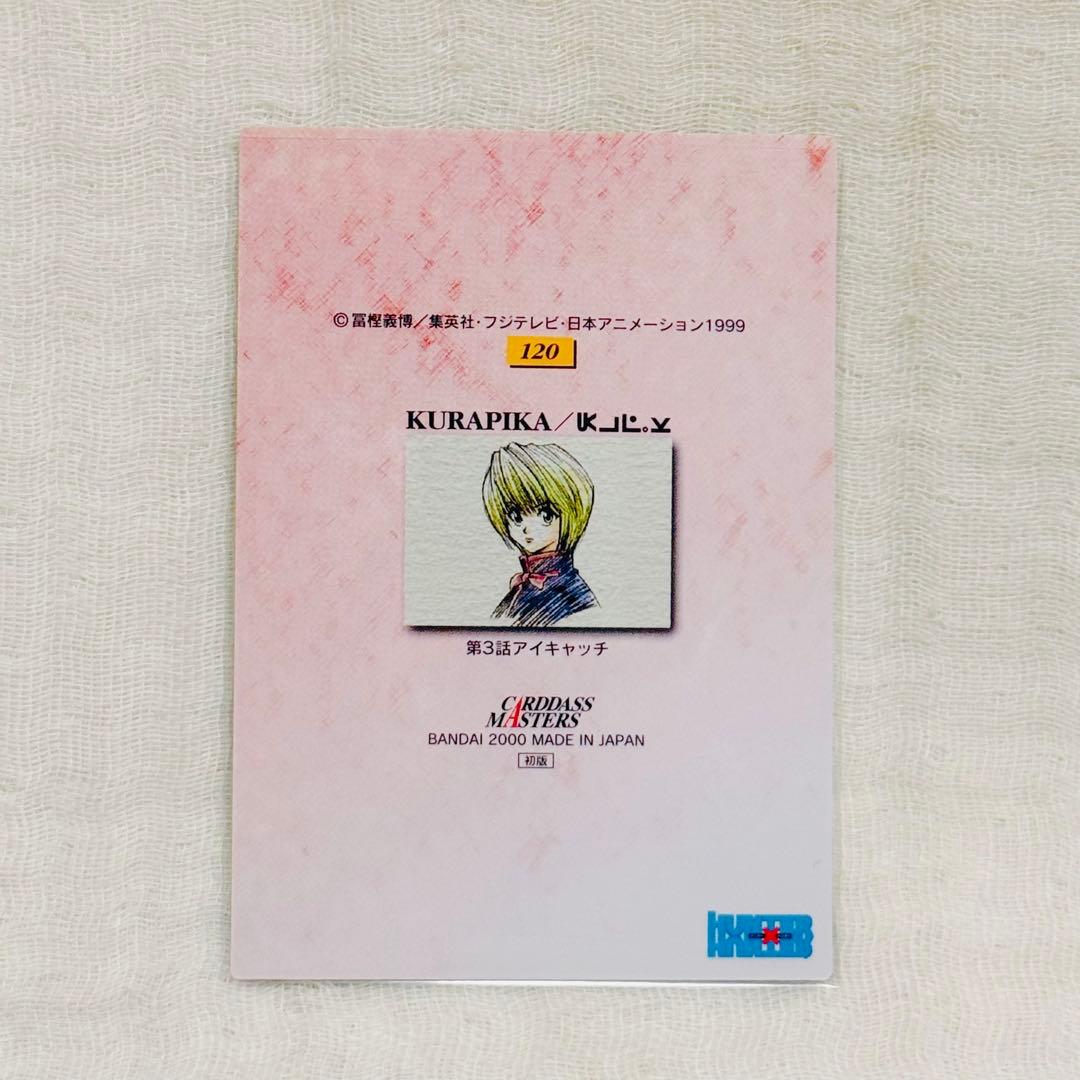 ©冨樫義博／集英社・フジテレビ・日本アニメーション1999
120
KURAPIKA／
第3話アイキャッチ
CARDDASS
MASTERS
BANDAI 2000 MADE IN JAPAN
初版
HUNTER
HUNTER